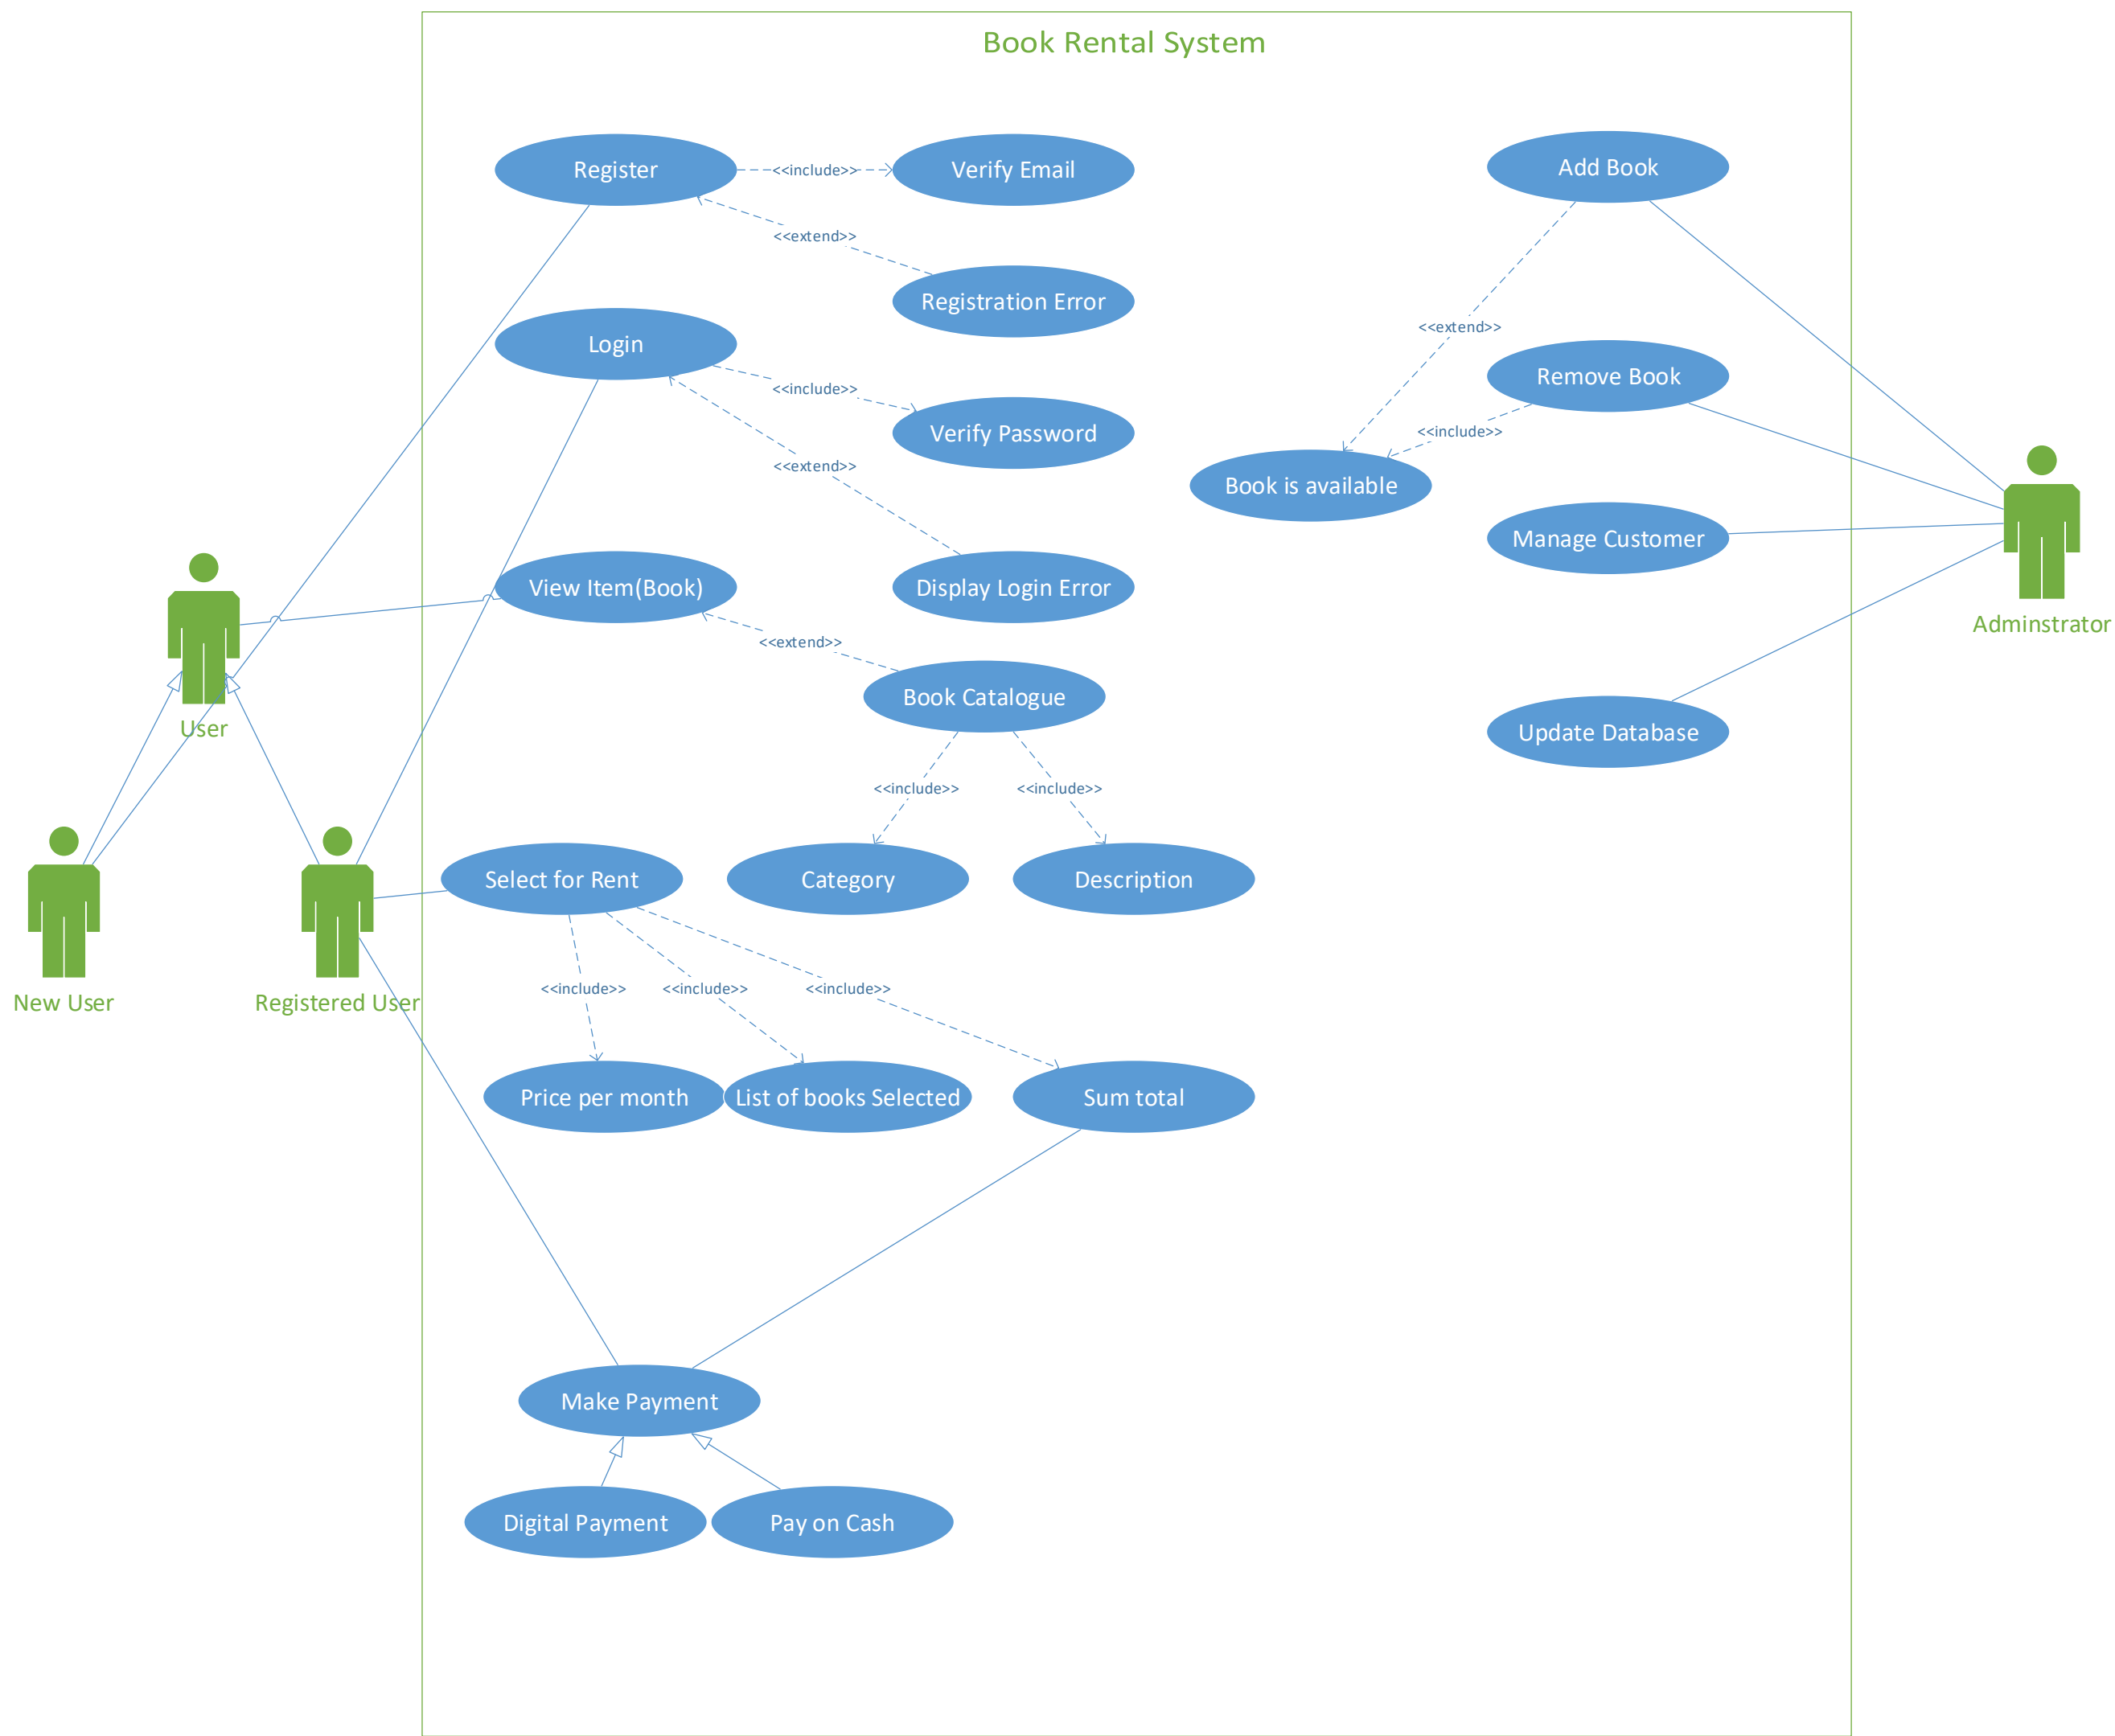 Book Rental System
Register
<<include>>
Verify Email
Add Book
<<extend>>
Registration Error
Login
<<extend>>
Remove Book
<<include>>
Verify Password
<<include>>
<<extend>>
Book is available
Manage Customer
View Item(Book)
Display Login Error
Adminstrator
<<extend>>
Book Catalogue
User
Update Database
<<include>>
<<include>>
Select for Rent
Category
Description
New User
Registered User
<<include>>
<<include>>
<<include>>
Price per month
List of books Selected
Sum total
Make Payment
Digital Payment
Pay on Cash